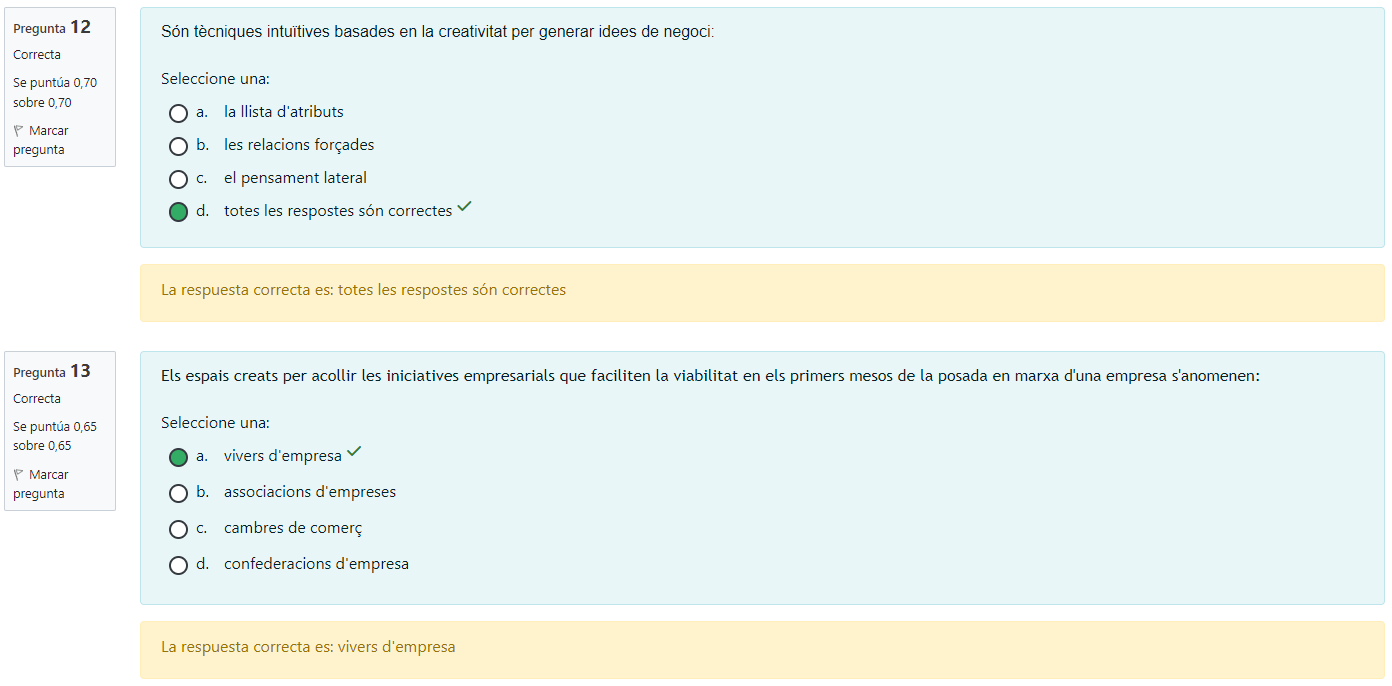 Pregunta 12
Correcta
Se puntúa 0,70
sobre 0,70
Marcar
pregunta
Són tècniques intuïtives basades en la creativitat per generar idees de negoci:
Seleccione una:
a. la llista d'atributs
b. les relacions forçades
c. el pensament lateral
d. totes les respostes són correctes
La respuesta correcta es: totes les respostes són correctes
Pregunta 13
Correcta
Se puntúa 0,65
sobre 0,65
Marcar
pregunta
Els espais creats per acollir les iniciatives empresarials que faciliten la viabilitat en els primers mesos de la posada en marxa d'una empresa s'anomenen:
Seleccione una:
a. vivers d'empresa
b. associacions d'empreses
c. cambres de comerç
d. confederacions d'empresa
La respuesta correcta es: vivers d'empresa